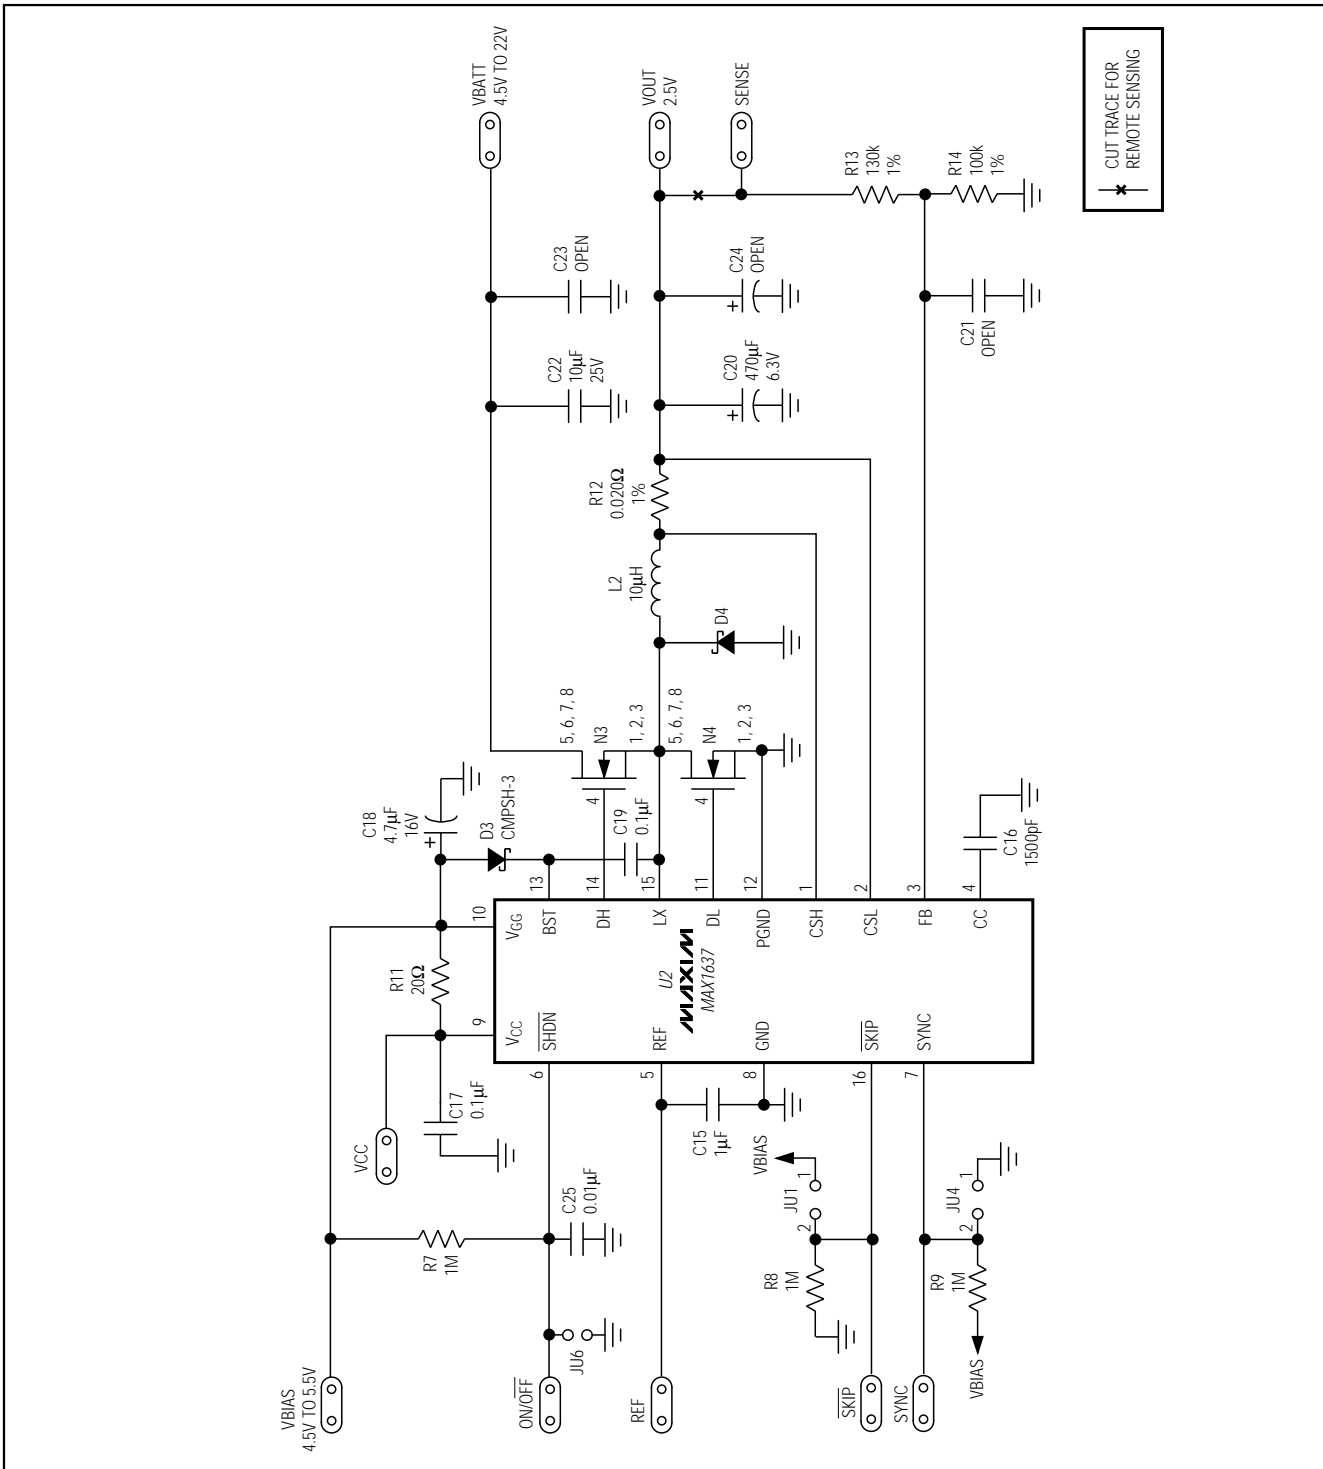 VBIAS
4.5V TO 5.5V
ON/OFF
REF
SKIP
SYNC
JU6
R7
1M
C25
0.01µF
VCC
C17
0.1µF
R11
20Ω
C18
4.7µF
16V
+
D3
CMPSH-3
C15
1µF
VBIAS
JU1
1
2
R8
1M
R9
1M
VBIAS
JU4
1
2
9
VCC
10
VGG
6
SHDN
5
REF
8
GND
16
SKIP
7
SYNC
U2
MAXIM
MAX1637
13
BST
14
DH
15
LX
11
DL
12
PGND
1
CSH
2
CSL
3
FB
4
CC
C19
0.1µF
C16
1500pF
4
N3
5, 6, 7, 8
1, 2, 3
4
N4
5, 6, 7, 8
1, 2, 3
D4
L2
10µH
R12
0.020Ω
1%
C22
10µF
25V
C23
OPEN
+
C20
470µF
6.3V
+
C24
OPEN
C21
OPEN
R13
130k
1%
R14
100k
1%
VBATT
4.5V TO 22V
VOUT
2.5V
SENSE
CUT TRACE FOR
REMOTE SENSING